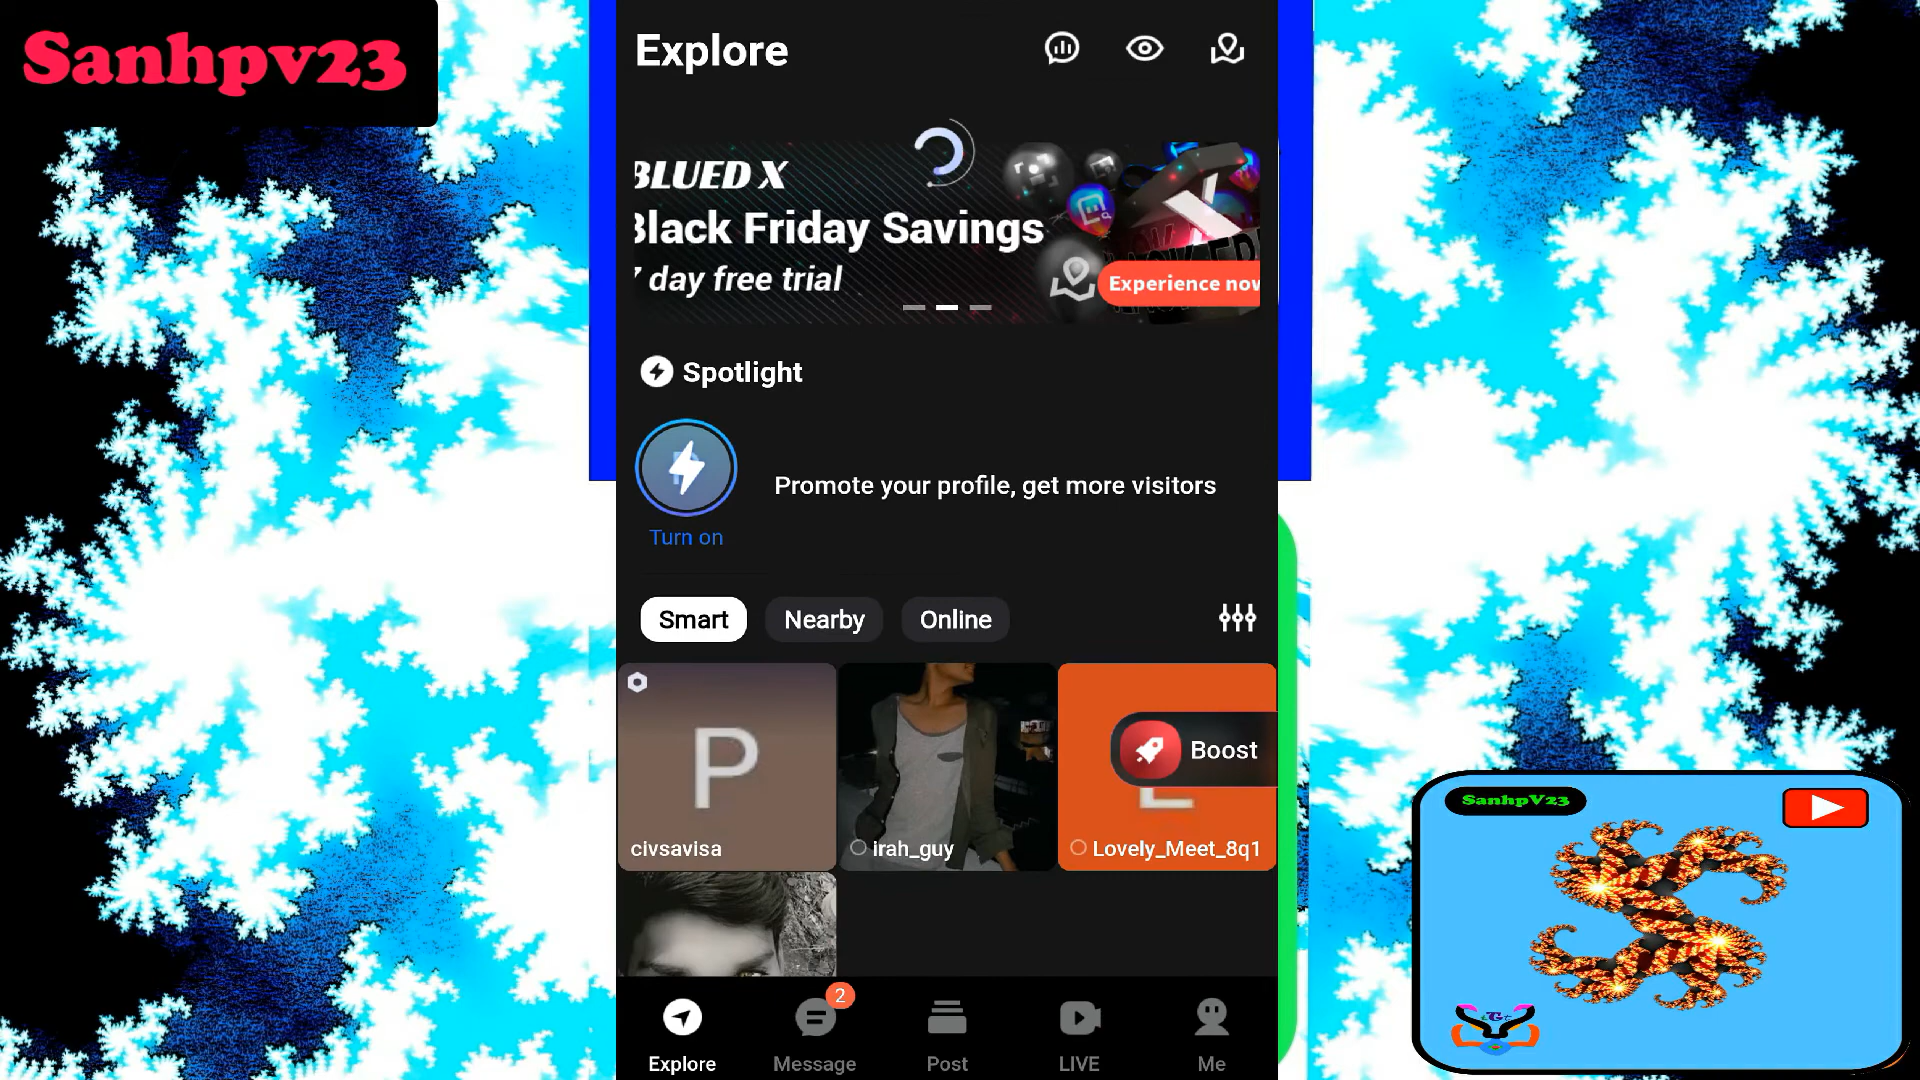 Sanhpv23
Explore
BLUED X
Black Friday Savings
7 day free trial
Experience now
Spotlight
Promote your profile, get more visitors
Turn on
Smart
Nearby
Online
P
Boost
civsavisa
irah_guy
Lovely_Meet_8q1
SanhpV23
2
Explore
Message
Post
LIVE
Me